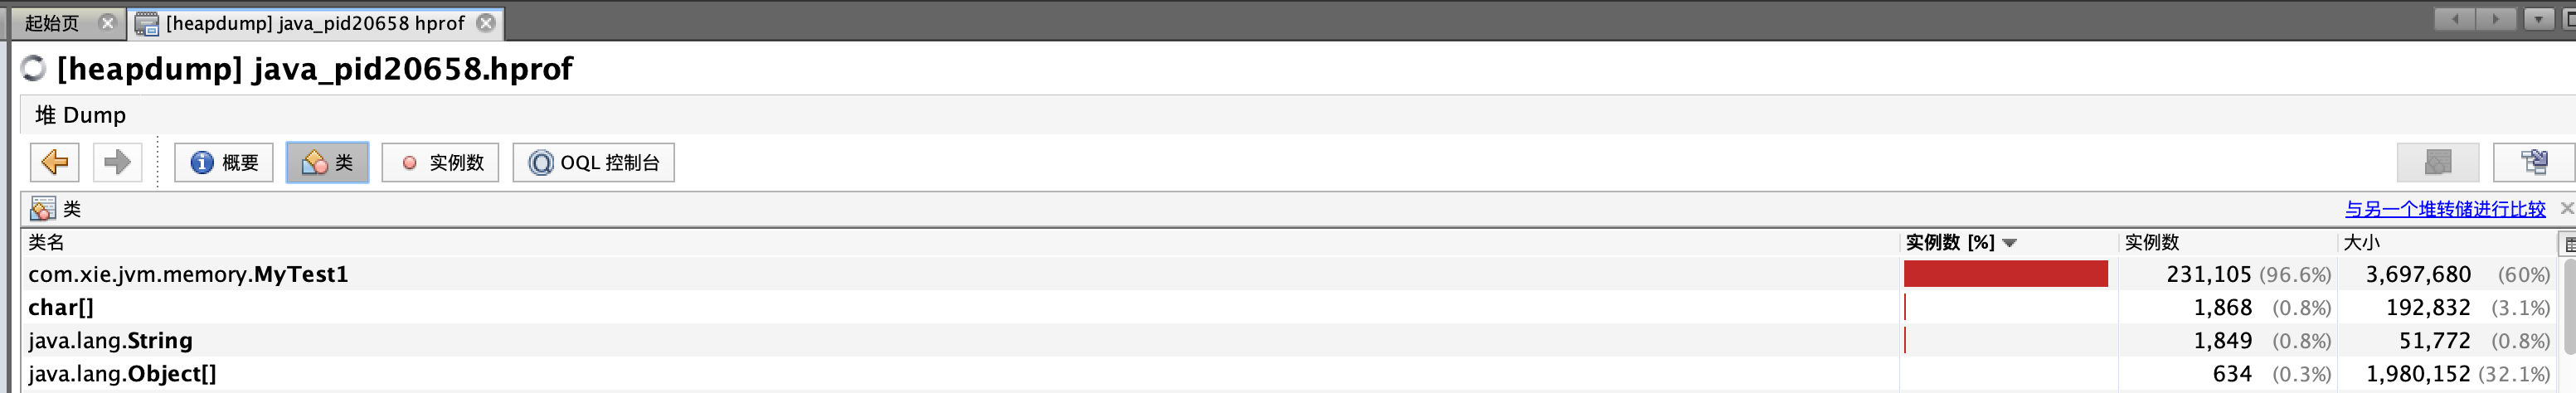 起始页 [heapdump] java_pid20658 hprof
[heapdump] java_pid20658.hprof
堆 Dump
概要 类 实例数 OQL 控制台
类 与另一个堆转储进行比较
类名 实例数 [%] 实例数 大小
com.xie.jvm.memory.MyTest1 231,105 (96.6%) 3,697,680 (60%)
char[] 1,868 (0.8%) 192,832 (3.1%)
java.lang.String 1,849 (0.8%) 51,772 (0.8%)
java.lang.Object[] 634 (0.3%) 1,980,152 (32.1%)